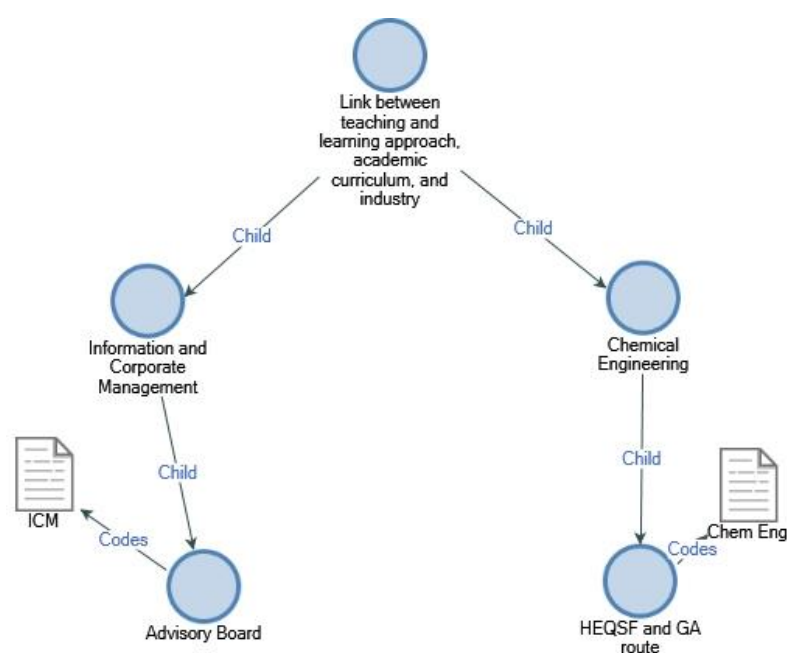 Link between
teaching and
learning approach,
academic
curriculum, and
industry
Child
Child
Information and
Corporate
Management
Chemical
Engineering
Child
Child
ICM
Codes
Chem Eng
Codes
Advisory Board
HEQSF and GA
route